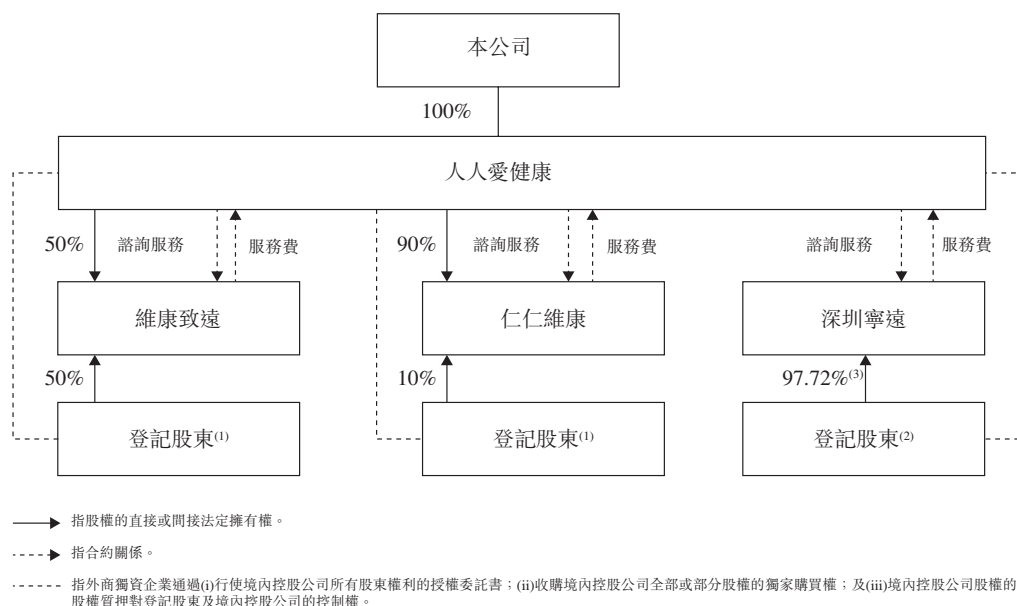 本公司
100%
人人愛健康
50% 諮詢服務 服務費 90% 諮詢服務 服務費 諮詢服務 服務費
維康致遠 仁仁維康 深圳寧遠
50% 10% 97.72%(3)
登記股東(1) 登記股東(1) 登記股東(2)
指股權的直接或間接法定擁有權。
指合約關係。
指外商獨資企業通過(i)行使境內控股公司所有股東權利的授權委託書；(ii)收購境內控股公司全部或部分股權的獨家購買權；及(iii)境內控股公司股權的
股權質押對登記股東及境內控股公司的控制權。